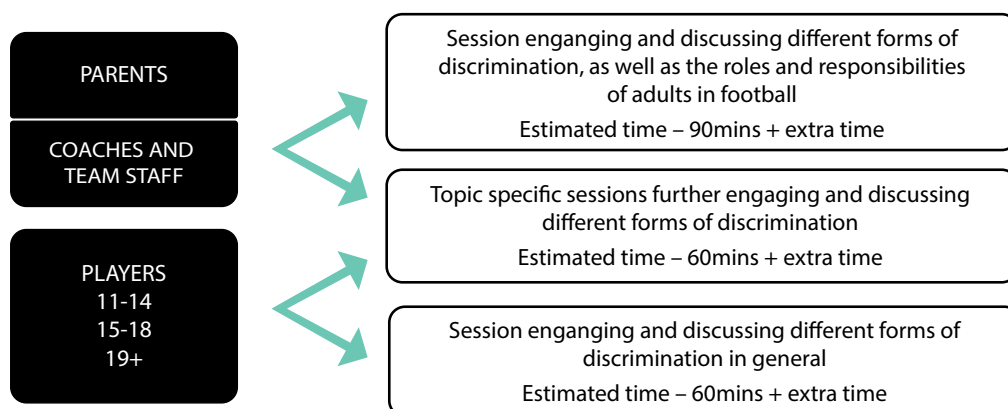 PARENTS
COACHES AND
TEAM STAFF
PLAYERS
11-14
15-18
19+
Session enganging and discussing different forms of
discrimination, as well as the roles and responsibilities
of adults in football
Estimated time – 90mins + extra time
Topic specific sessions further engaging and discussing
different forms of discrimination
Estimated time – 60mins + extra time
Session enganging and discussing different forms of
discrimination in general
Estimated time – 60mins + extra time